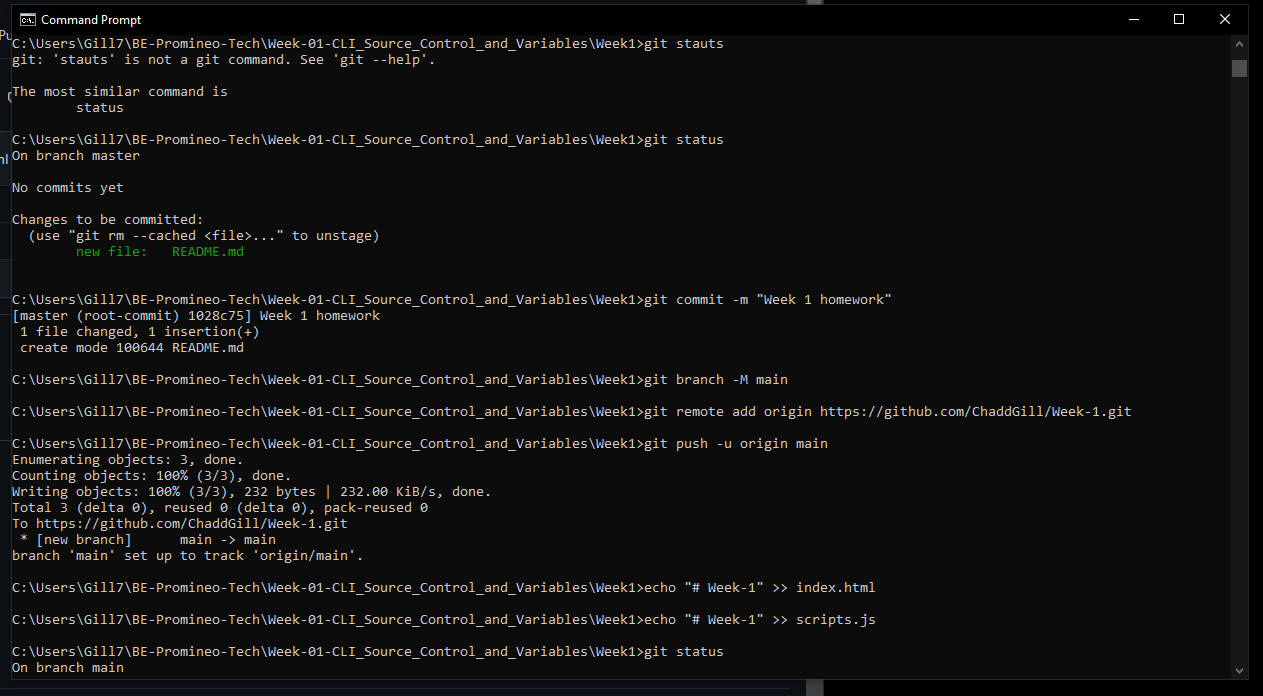 Command Prompt
C:\Users\Gill7\BE-Promineo-Tech\Week-01-CLI_Source_Control_and_Variables\Week1>git stauts
git: 'stauts' is not a git command. See 'git --help'.
The most similar command is
status
C:\Users\Gill7\BE-Promineo-Tech\Week-01-CLI_Source_Control_and_Variables\Week1>git status
On branch master
No commits yet
Changes to be committed:
(use "git rm --cached <file>..." to unstage)
new file:   README.md
C:\Users\Gill7\BE-Promineo-Tech\Week-01-CLI_Source_Control_and_Variables\Week1>git commit -m "Week 1 homework"
[master (root-commit) 1028c75] Week 1 homework
1 file changed, 1 insertion(+)
create mode 100644 README.md
C:\Users\Gill7\BE-Promineo-Tech\Week-01-CLI_Source_Control_and_Variables\Week1>git branch -M main
C:\Users\Gill7\BE-Promineo-Tech\Week-01-CLI_Source_Control_and_Variables\Week1>git remote add origin https://github.com/ChaddGill/Week-1.git
C:\Users\Gill7\BE-Promineo-Tech\Week-01-CLI_Source_Control_and_Variables\Week1>git push -u origin main
Enumerating objects: 3, done.
Counting objects: 100% (3/3), done.
Writing objects: 100% (3/3), 232 bytes | 232.00 KiB/s, done.
Total 3 (delta 0), reused 0 (delta 0), pack-reused 0
To https://github.com/ChaddGill/Week-1.git
* [new branch]      main -> main
branch 'main' set up to track 'origin/main'.
C:\Users\Gill7\BE-Promineo-Tech\Week-01-CLI_Source_Control_and_Variables\Week1>echo "# Week-1" >> index.html
C:\Users\Gill7\BE-Promineo-Tech\Week-01-CLI_Source_Control_and_Variables\Week1>echo "# Week-1" >> scripts.js
C:\Users\Gill7\BE-Promineo-Tech\Week-01-CLI_Source_Control_and_Variables\Week1>git status
On branch main